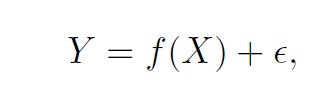 Y = f(X) + ϵ,